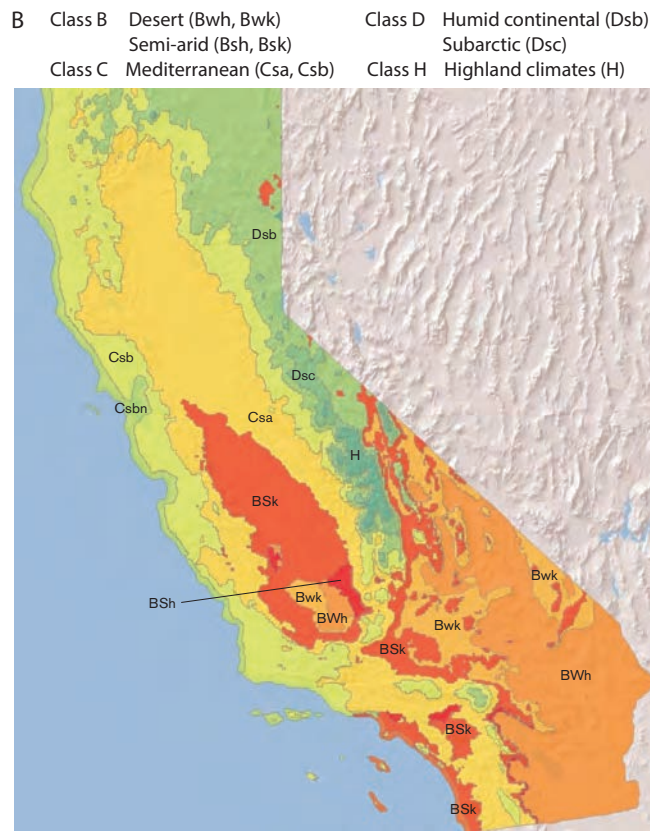 B Class B Desert (Bwh, Bwk) Class D Humid continental (Dsb)
Semi-arid (Bsh, Bsk) Subarctic (Dsc)
Class C Mediterranean (Csa, Csb) Class H Highland climates (H)
Dsb
Csb
Dsc
Csbn
Csa
H
BSk
Bwk
BSh
Bwk
BWh
Bwk
BSk
BWh
BSk
BSk